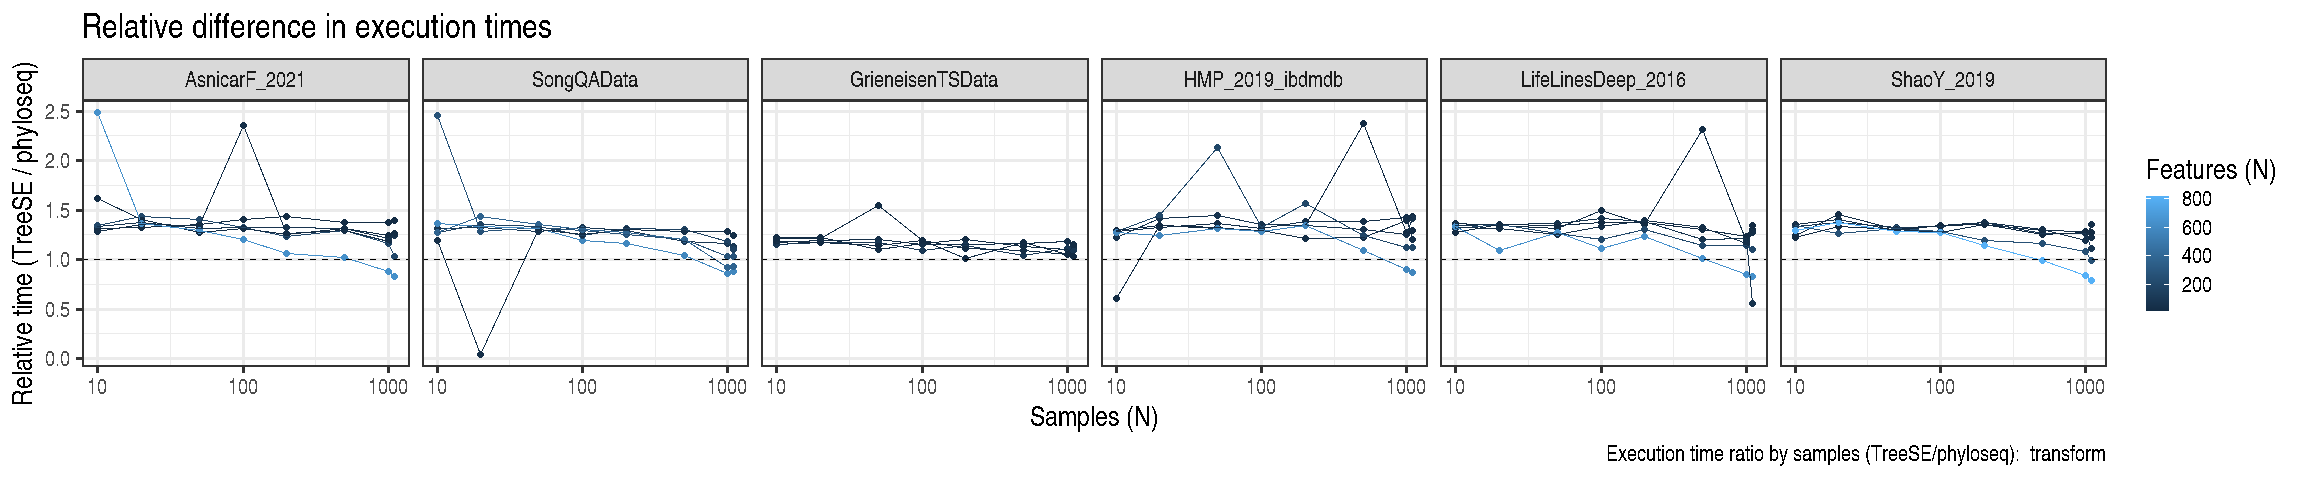 Relative difference in execution times
AsnicarF_2021 SongQAData GrieneisenTSData HMP_2019_ibdmdb LifeLinesDeep_2016 ShaoY_2019
Relative time (TreeSE / phyloseq)
2.5
2.0
1.5
1.0
0.5
0.0
10 100 1000 10 100 1000 10 100 1000 10 100 1000 10 100 1000 10 100 1000
Samples (N)
Features (N)
800
600
400
200
Execution time ratio by samples (TreeSE/phyloseq): transform